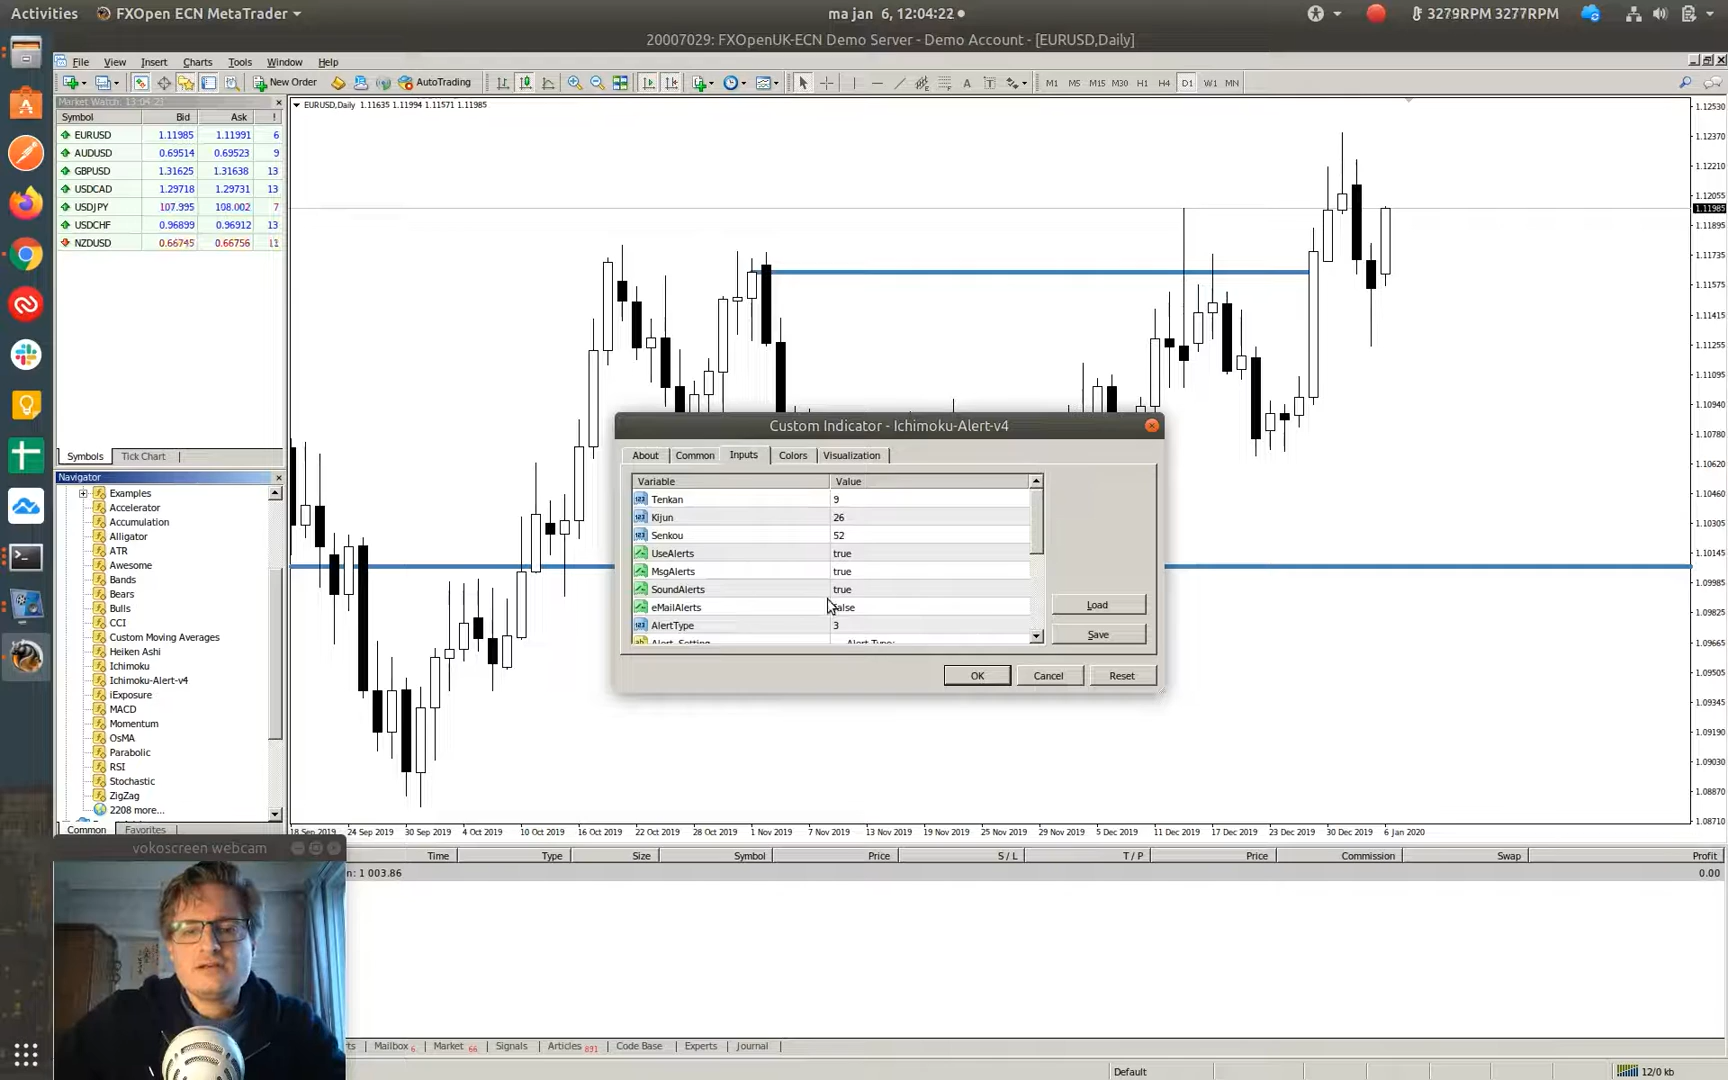 Activities FXOpen ECN MetaTrader ma jan 6, 12:04:22 3279RPM 3277RPM
20007029: FXOpenUK-ECN Demo Server - Demo Account - [EURUSD,Daily]
File View Insert Charts Tools Window Help
New Order AutoTrading M1 M5 M15 M30 H1 H4 D1 W1 MN
Market Watch: 13:04:23
Symbol Bid Ask !
EURUSD 1.11985 1.11991 6
AUDUSD 0.69514 0.69523 9
GBPUSD 1.31625 1.31638 13
USDCAD 1.29718 1.29731 13
USDJPY 107.995 108.002 7
USDCHF 0.96899 0.96912 13
NZDUSD 0.66745 0.66756 11
Symbols Tick Chart
Navigator
Examples
Accelerator
Accumulation
Alligator
ATR
Awesome
Bands
Bears
Bulls
CCI
Custom Moving Averages
Heiken Ashi
Ichimoku
Ichimoku-Alert-v4
iExposure
MACD
Momentum
OsMA
Parabolic
RSI
Stochastic
ZigZag
2208 more...
Common Favorites
EURUSD,Daily 1.11635 1.11994 1.11571 1.11985
1.12530
1.12370
1.12210
1.12055
1.11985
1.11895
1.11735
1.11575
1.11415
1.11255
1.11095
1.10940
1.10780
1.10620
1.10460
1.10300
1.10145
1.09985
1.09825
1.09665
1.09505
1.09345
1.09190
1.09030
1.08870
1.08710
18 Sep 2019 24 Sep 2019 30 Sep 2019 4 Oct 2019 10 Oct 2019 16 Oct 2019 22 Oct 2019 28 Oct 2019 1 Nov 2019 7 Nov 2019 13 Nov 2019 19 Nov 2019 25 Nov 2019 29 Nov 2019 5 Dec 2019 11 Dec 2019 17 Dec 2019 23 Dec 2019 30 Dec 2019 6 Jan 2020
Custom Indicator - Ichimoku-Alert-v4
About Common Inputs Colors Visualization
Variable Value
Tenkan 9
Kijun 26
Senkou 52
UseAlerts true
MsgAlerts true
SoundAlerts true
eMailAlerts false
AlertType 3
Load
Save
OK Cancel Reset
vokoscreen webcam
Time Type Size Symbol Price S / L T / P Price Commission Swap Profit
1 003.86 0.00
Mailbox 6 Market 66 Signals Articles 891 Code Base Experts Journal
Default 12/0 kb